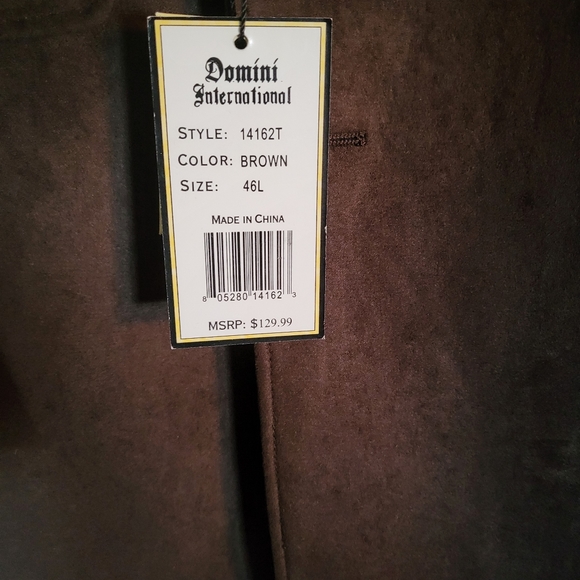 Domini
International
STYLE: 14162T
COLOR: BROWN
SIZE: 46L
MADE IN CHINA
8 05280 14162 3
MSRP: $129.99